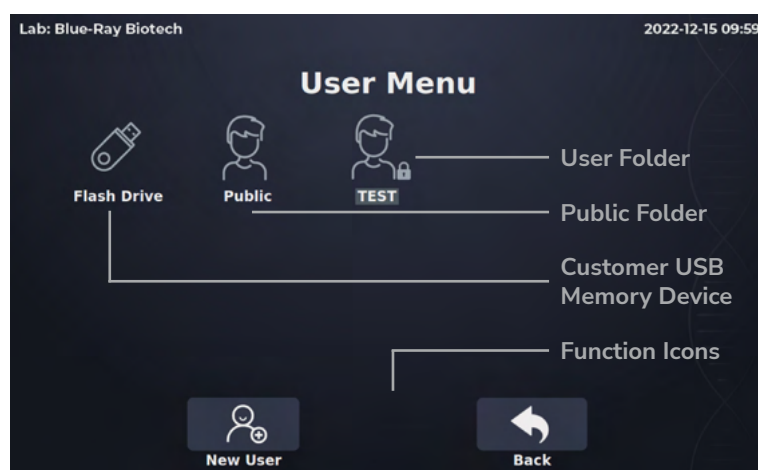 Lab: Blue-Ray Biotech
2022-12-15 09:59
User Menu
Flash Drive
Public
TEST
User Folder
Public Folder
Customer USB
Memory Device
Function Icons
New User
Back